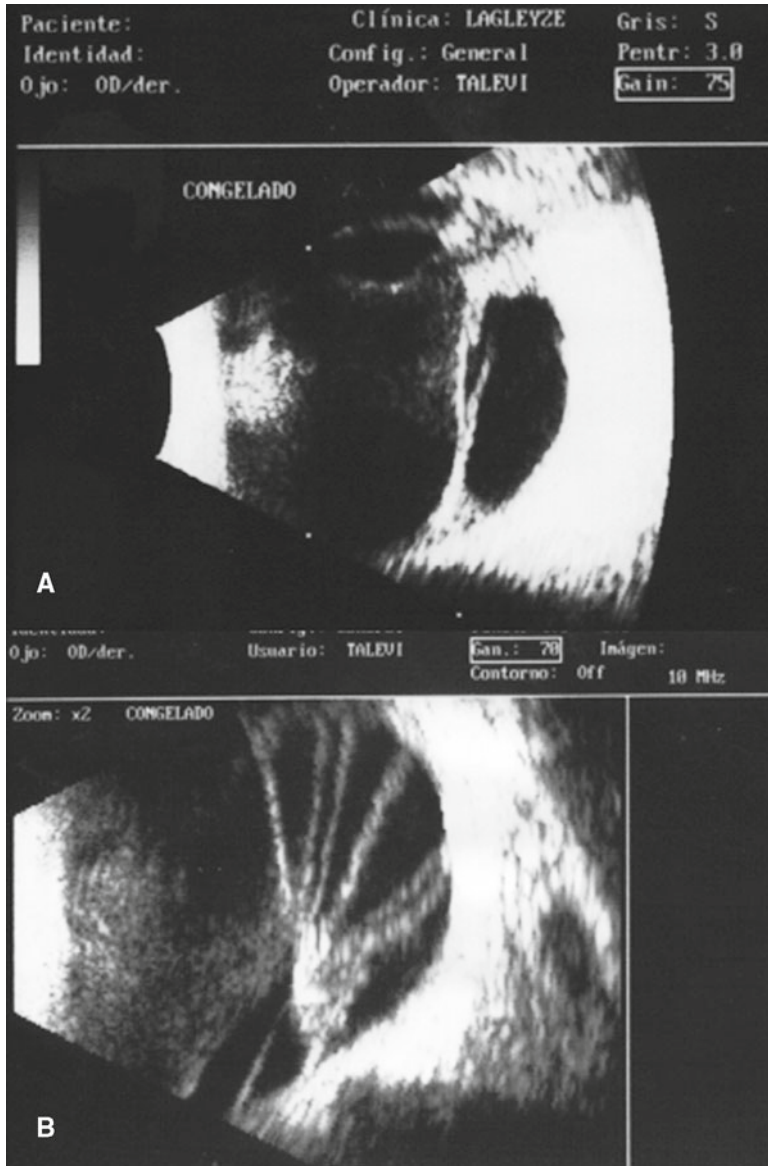 Paciente: Clínica: LAGLEYZE Gris: S
Identidad: Config.: General Pentr: 3.0
Ojo: OD/der. Operador: TALEVI Gain: 75
CONGELADO
A
Ojo: OD/der. Usuario: TALEVI Gan.: 70 Imágen:
Contorno: Off 10 MHz
Zoom: x2 CONGELADO
B